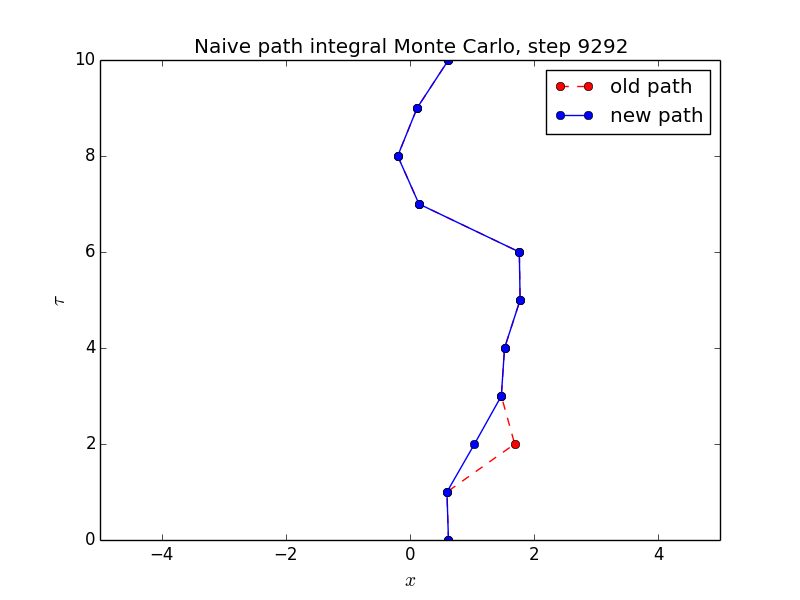 Naive path integral Monte Carlo, step 9292
old path
new path
10
8
6
4
2
0
τ
−4 −2 0 2 4
x